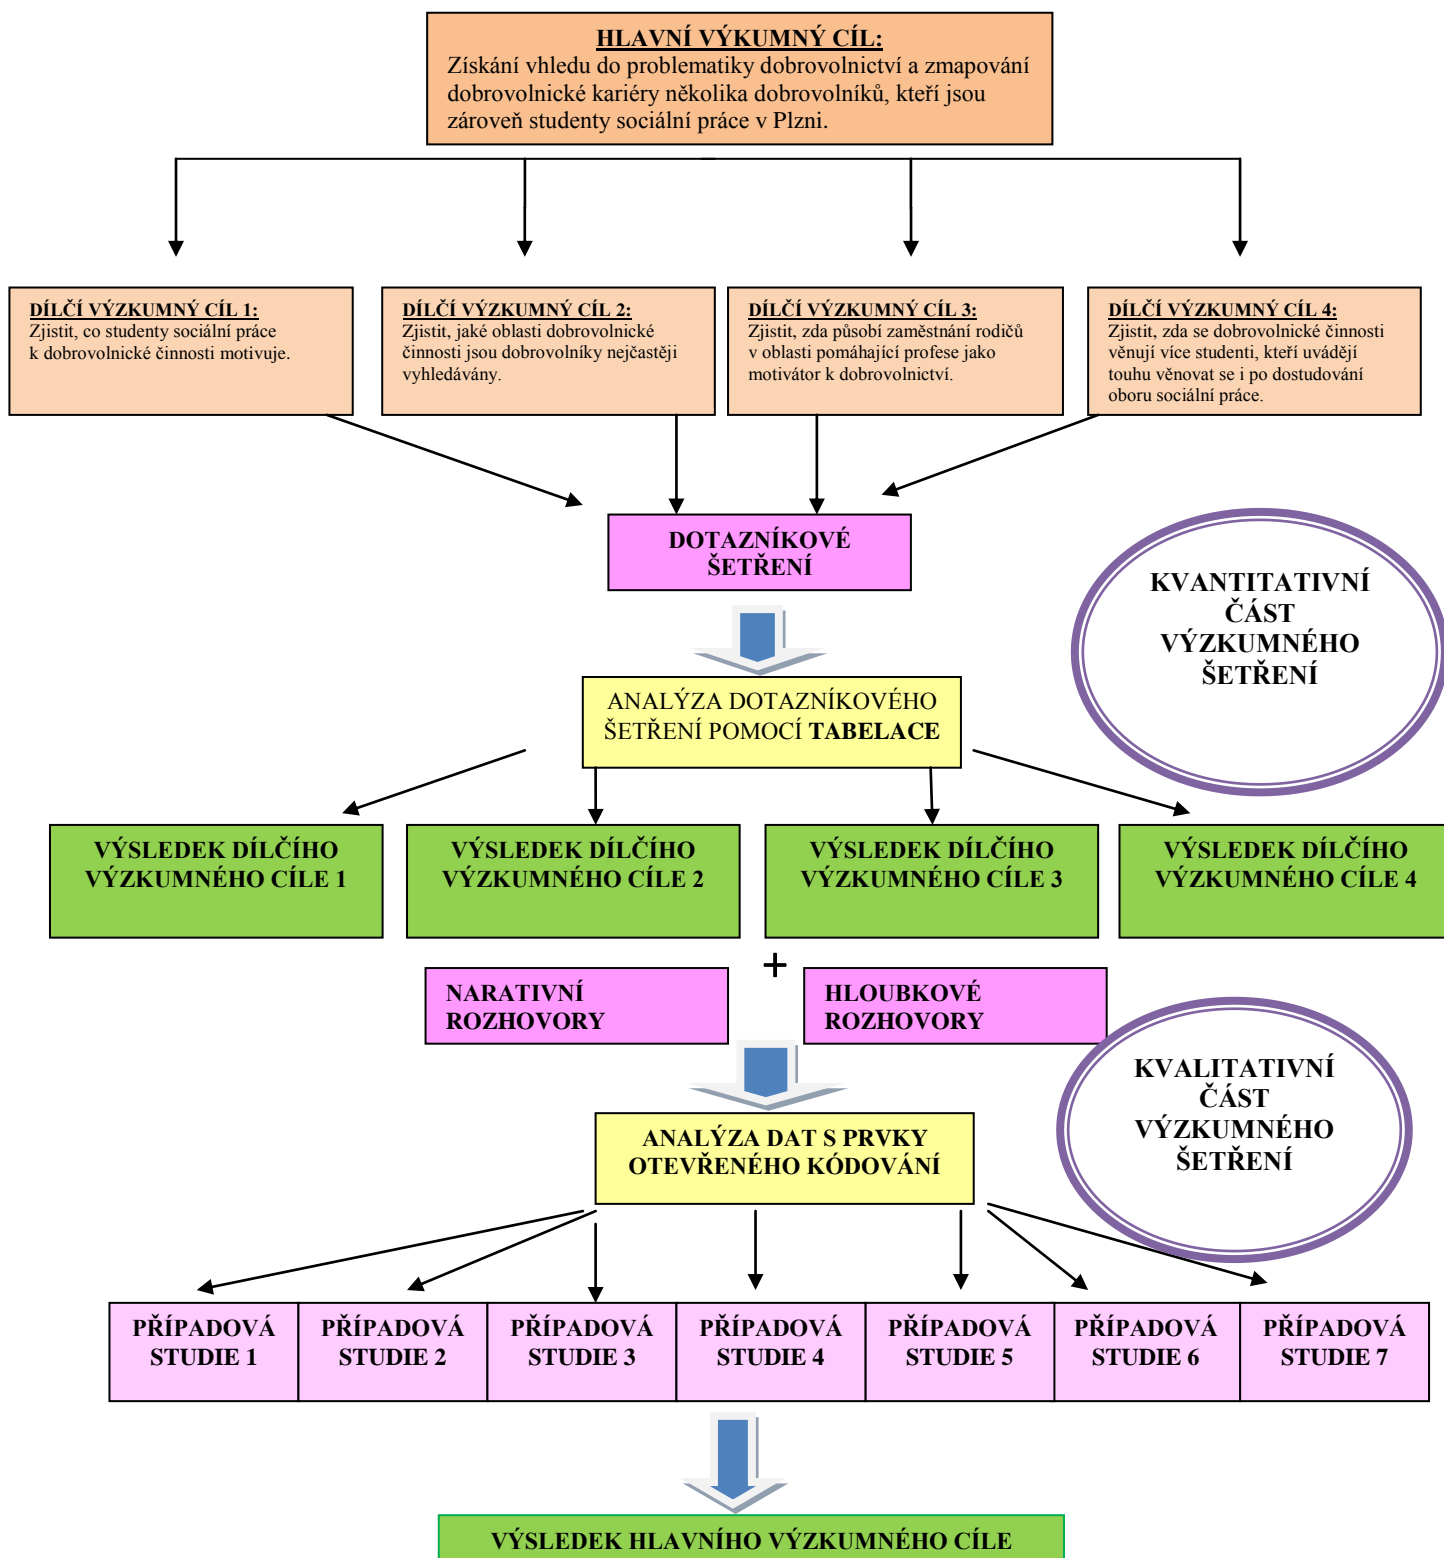 HLAVNÍ VÝKUMNÝ CÍL:
Získání vhledu do problematiky dobrovolnictví a zmapování
dobrovolnické kariéry několika dobrovolníků, kteří jsou
zároveň studenty sociální práce v Plzni.
DÍLČÍ VÝZKUMNÝ CÍL 1:
Zjistit, co studenty sociální práce
k dobrovolnické činnosti motivuje.
DÍLČÍ VÝZKUMNÝ CÍL 2:
Zjistit, jaké oblasti dobrovolnické
činnosti jsou dobrovolníky nejčastěji
vyhledávány.
DÍLČÍ VÝZKUMNÝ CÍL 3:
Zjistit, zda působí zaměstnání rodičů
v oblasti pomáhající profese jako
motivátor k dobrovolnictví.
DÍLČÍ VÝZKUMNÝ CÍL 4:
Zjistit, zda se dobrovolnické činnosti
věnují více studenti, kteří uvádějí
touhu věnovat se i po dostudování
oboru sociální práce.
DOTAZNÍKOVÉ
ŠETŘENÍ
KVANTITATIVNÍ
ČÁST
VÝZKUMNÉHO
ŠETŘENÍ
ANALÝZA DOTAZNÍKOVÉHO
ŠETŘENÍ POMOCÍ TABELACE
VÝSLEDEK DÍLČÍHO
VÝZKUMNÉHO CÍLE 1
VÝSLEDEK DÍLČÍHO
VÝZKUMNÉHO CÍLE 2
VÝSLEDEK DÍLČÍHO
VÝZKUMNÉHO CÍLE 3
VÝSLEDEK DÍLČÍHO
VÝZKUMNÉHO CÍLE 4
NARATIVNÍ
ROZHOVORY
+
HLOUBKOVÉ
ROZHOVORY
KVALITATIVNÍ
ČÁST
VÝZKUMNÉHO
ŠETŘENÍ
ANALÝZA DAT S PRVKY
OTEVŘENÉHO KÓDOVÁNÍ
PŘÍPADOVÁ
STUDIE 1
PŘÍPADOVÁ
STUDIE 2
PŘÍPADOVÁ
STUDIE 3
PŘÍPADOVÁ
STUDIE 4
PŘÍPADOVÁ
STUDIE 5
PŘÍPADOVÁ
STUDIE 6
PŘÍPADOVÁ
STUDIE 7
VÝSLEDEK HLAVNÍHO VÝZKUMNÉHO CÍLE